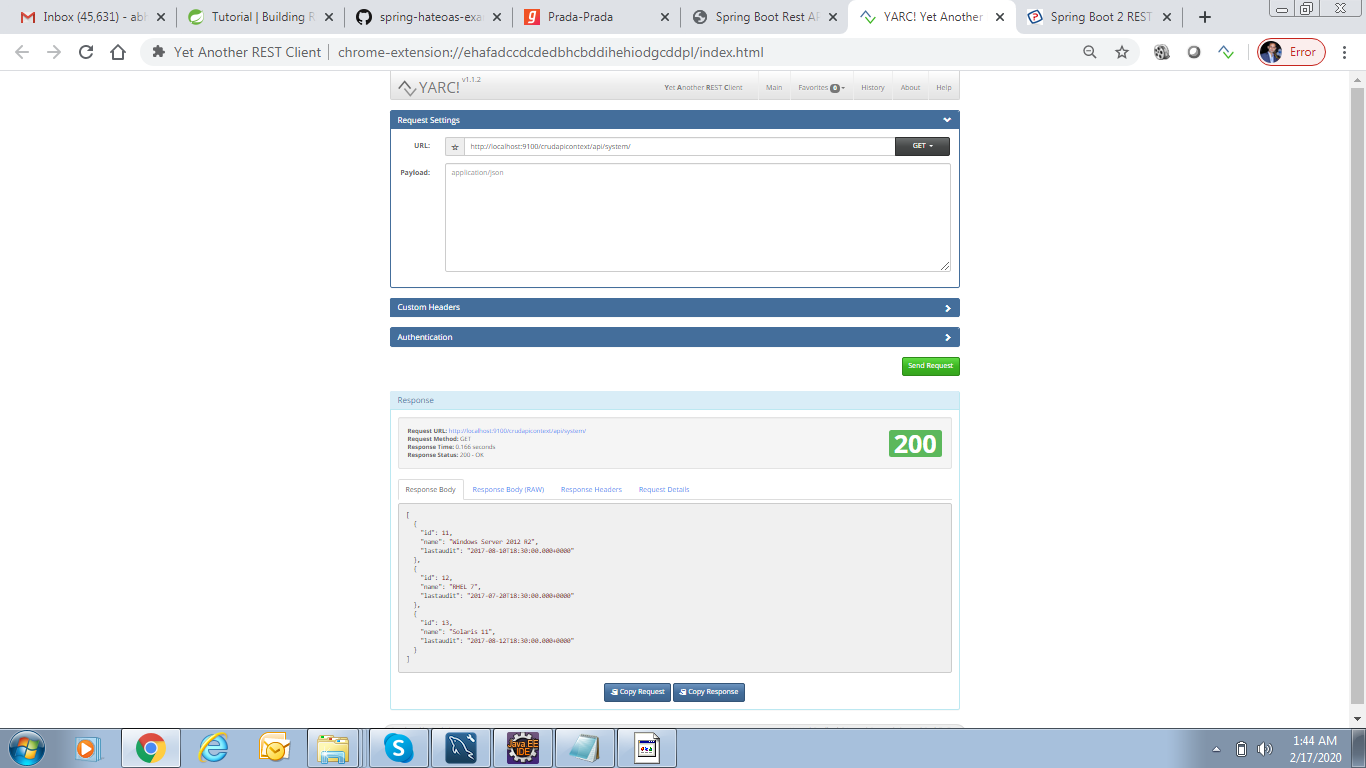 Inbox (45,631) - abh
Tutorial | Building R
spring-hateoas-exa
Prada-Prada
Spring Boot Rest AP
YARC! Yet Another
Spring Boot 2 REST
Yet Another REST Client
chrome-extension://ehafadccdcdedbhcbddihehiodgcddpl/index.html
Error
YARC! v1.1.2
Yet Another REST Client
Main
Favorites 0
History
About
Help
Request Settings
URL:
http://localhost:9100/crudapicontext/api/system/
GET
Payload:
application/json
Custom Headers
Authentication
Send Request
Response
Request URL: http://localhost:9100/crudapicontext/api/system/
Request Method: GET
Response Time: 0.166 seconds
Response Status: 200 - OK
200
Response Body
Response Body (RAW)
Response Headers
Request Details
[
{
"id": 11,
"name": "Windows Server 2012 R2",
"lastaudit": "2017-08-10T18:30:00.000+0000"
},
{
"id": 12,
"name": "RHEL 7",
"lastaudit": "2017-07-20T18:30:00.000+0000"
},
{
"id": 13,
"name": "Solaris 11",
"lastaudit": "2017-08-12T18:30:00.000+0000"
}
]
Copy Request
Copy Response
Java EE
IDE
1:44 AM
2/17/2020